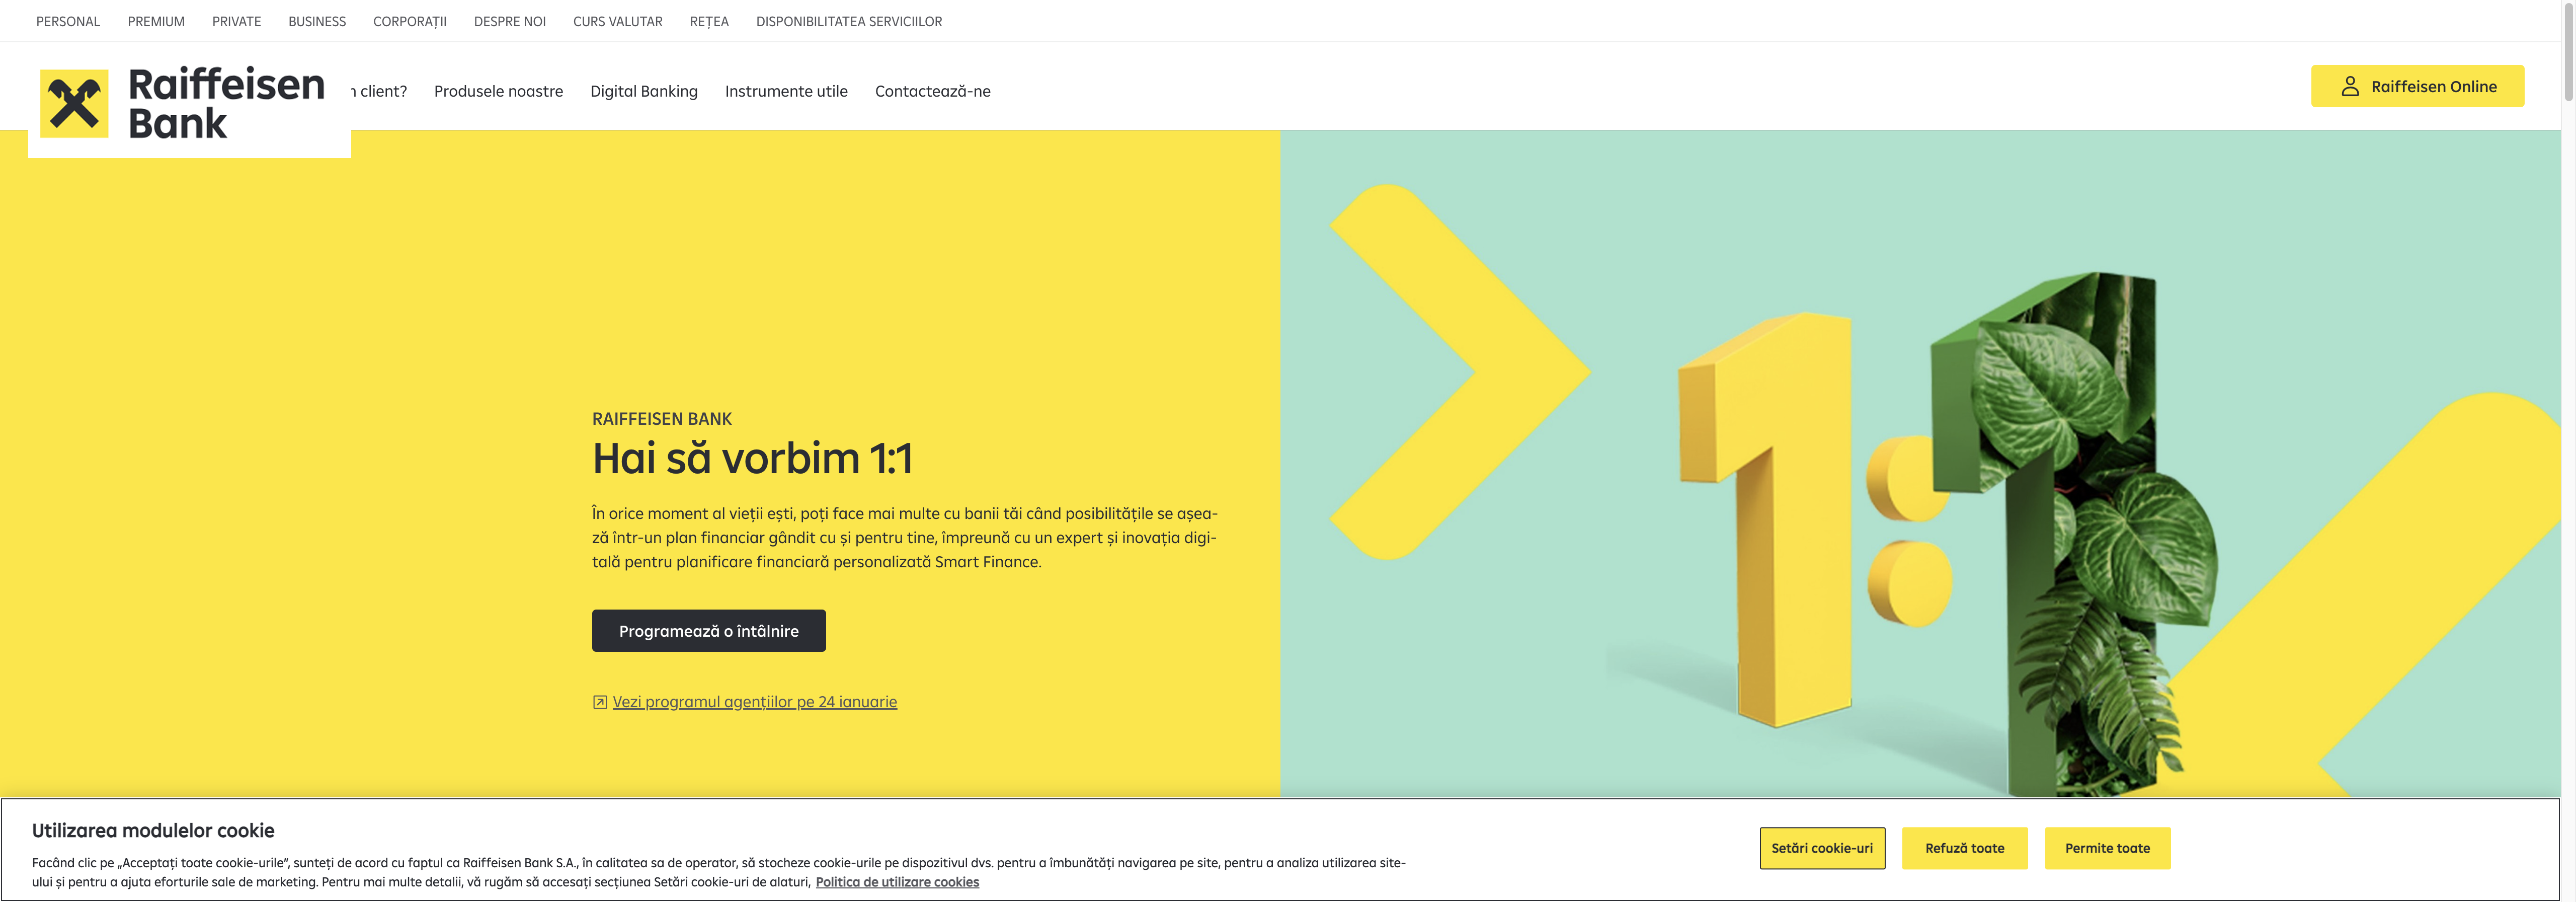 PERSONAL PREMIUM PRIVATE BUSINESS CORPORAȚII DESPRE NOI CURS VALUTAR REȚEA DISPONIBILITATEA SERVICIILOR
Raiffeisen
Bank
client? Produsele noastre Digital Banking Instrumente utile Contactează-ne
Raiffeisen Online
RAIFFEISEN BANK
Hai să vorbim 1:1
În orice moment al vieții ești, poți face mai multe cu banii tăi când posibilitățile se așea-
ză într-un plan financiar gândit cu și pentru tine, împreună cu un expert și inovația digi-
tală pentru planificare financiară personalizată Smart Finance.
Programează o întâlnire
Vezi programul agențiilor pe 24 ianuarie
1:1
Utilizarea modulelor cookie
Facând clic pe „Acceptați toate cookie-urile”, sunteți de acord cu faptul ca Raiffeisen Bank S.A., în calitatea sa de operator, să stocheze cookie-urile pe dispozitivul dvs. pentru a îmbunătăți navigarea pe site, pentru a analiza utilizarea site-
ului și pentru a ajuta eforturile sale de marketing. Pentru mai multe detalii, vă rugăm să accesați secțiunea Setări cookie-uri de alaturi, Politica de utilizare cookies
Setări cookie-uri
Refuză toate
Permite toate